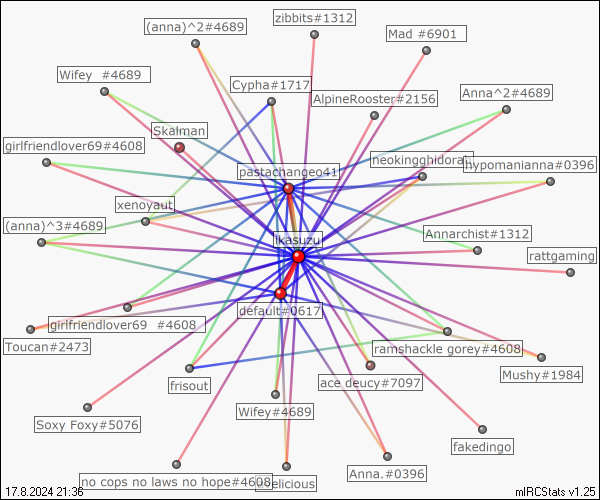 zibbits#1312
(anna)^2#4689
Mad #6901
Wifey #4689
Cypha#1717
AlpineRooster#2156
Anna^2#4689
Skalman
girlfriendlover69#4608
neokingghidorah
hypomanianna#0396
pastachangeo41
xenoyaut
(anna)^3#4689
Annarchist#1312
ikasuzu
rattgaming
default#0617
girlfriendlover69 #4608
Toucan#2473
ramshackle gorey#4608
Mushy#1984
frisout
ace deucy#7097
Wifey#4689
Soxy Foxy#5076
fakedingo
Anna.#0396
no cops no laws no hope#4608
17.8.2024 21:36
mIRCStats v1.25